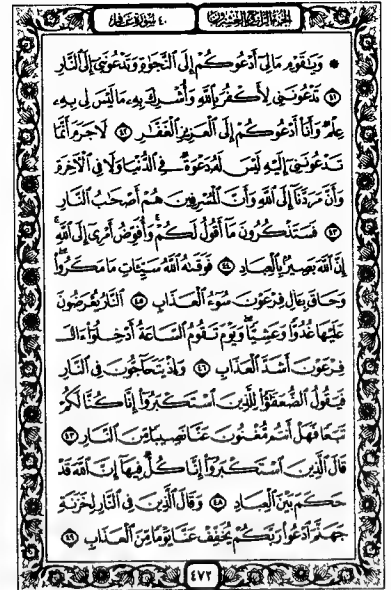 الجزء الرابع والعشرون ٤٠ سورة غافر
۞ وَيَٰقَوْمِ مَا لِىٓ أَدْعُوكُمْ إِلَى ٱلنَّجَوٰةِ وَتَدْعُونَنِىٓ إِلَى ٱلنَّارِ
٤١ تَدْعُونَنِى لِأَكْفُرَ بِٱللَّهِ وَأُشْرِكَ بِهِۦ مَا لَيْسَ لِى بِهِۦ
عِلْمٌ وَأَنَا۠ أَدْعُوكُمْ إِلَى ٱلْعَزِيزِ ٱلْغَفَّٰرِ ٤٢ لَا جَرَمَ أَنَّمَا
تَدْعُونَنِىٓ إِلَيْهِ لَيْسَ لَهُۥ دَعْوَةٌ فِى ٱلدُّنْيَا وَلَا فِى ٱلْءَاخِرَةِ
وَأَنَّ مَرَدَّنَآ إِلَى ٱللَّهِ وَأَنَّ ٱلْمُسْرِفِينَ هُمْ أَصْحَٰبُ ٱلنَّارِ
٤٣ فَسَتَذْكُرُونَ مَآ أَقُولُ لَكُمْ ۚ وَأُفَوِّضُ أَمْرِىٓ إِلَى ٱللَّهِ ۚ
إِنَّ ٱللَّهَ بَصِيرٌۢ بِٱلْعِبَادِ ٤٤ فَوَقَىٰهُ ٱللَّهُ سَيِّـَٔاتِ مَا مَكَرُوا۟ ۖ
وَحَاقَ بِـَٔالِ فِرْعَوْنَ سُوٓءُ ٱلْعَذَابِ ٤٥ ٱلنَّارُ يُعْرَضُونَ
عَلَيْهَا غُدُوًّا وَعَشِيًّا ۖ وَيَوْمَ تَقُومُ ٱلسَّاعَةُ أَدْخِلُوٓا۟ ءَالَ
فِرْعَوْنَ أَشَدَّ ٱلْعَذَابِ ٤٦ وَإِذْ يَتَحَآجُّونَ فِى ٱلنَّارِ
فَيَقُولُ ٱلضُّعَفَٰٓؤُا۟ لِلَّذِينَ ٱسْتَكْبَرُوٓا۟ إِنَّا كُنَّا لَكُمْ
تَبَعًا فَهَلْ أَنتُم مُّغْنُونَ عَنَّا نَصِيبًا مِّنَ ٱلنَّارِ ٤٧
قَالَ ٱلَّذِينَ ٱسْتَكْبَرُوٓا۟ إِنَّا كُلٌّ فِيهَآ إِنَّ ٱللَّهَ قَدْ
حَكَمَ بَيْنَ ٱلْعِبَادِ ٤٨ وَقَالَ ٱلَّذِينَ فِى ٱلنَّارِ لِخَزَنَةِ
جَهَنَّمَ ٱدْعُوا۟ رَبَّكُمْ يُخَفِّفْ عَنَّا يَوْمًا مِّنَ ٱلْعَذَابِ ٤٩
٤٧٢